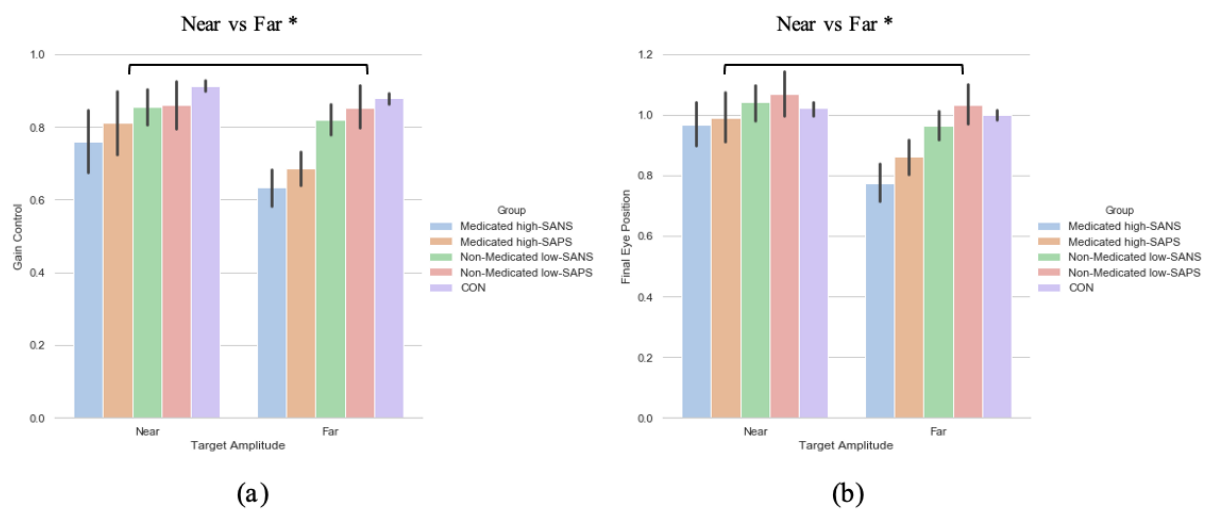 Near vs Far *
1.0
0.8
0.6
0.4
0.2
0.0
Gain Control
Near
Far
Target Amplitude
Group
Medicated high-SANS
Medicated high-SAPS
Non-Medicated low-SANS
Non-Medicated low-SAPS
CON
(a)
Near vs Far *
1.2
1.0
0.8
0.6
0.4
0.2
0.0
Final Eye Position
Near
Far
Target Amplitude
Group
Medicated high-SANS
Medicated high-SAPS
Non-Medicated low-SANS
Non-Medicated low-SAPS
CON
(b)